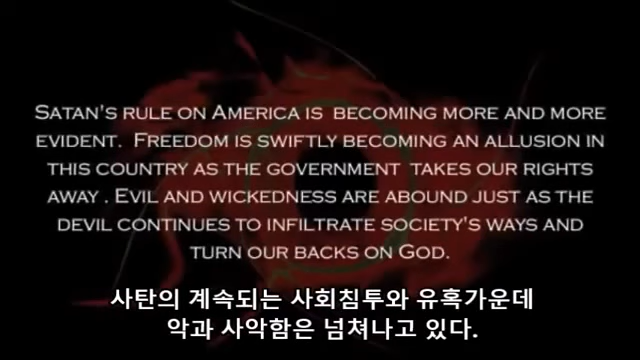 SATAN'S RULE ON AMERICA IS BECOMING MORE AND MORE
EVIDENT. FREEDOM IS SWIFTLY BECOMING AN ALLUSION IN
THIS COUNTRY AS THE GOVERNMENT TAKES OUR RIGHTS
AWAY . EVIL AND WICKEDNESS ARE ABOUND JUST AS THE
DEVIL CONTINUES TO INFILTRATE SOCIETY'S WAYS AND
TURN OUR BACKS ON GOD.
사탄의 계속되는 사회침투와 유혹가운데
악과 사악함은 넘쳐나고 있다.